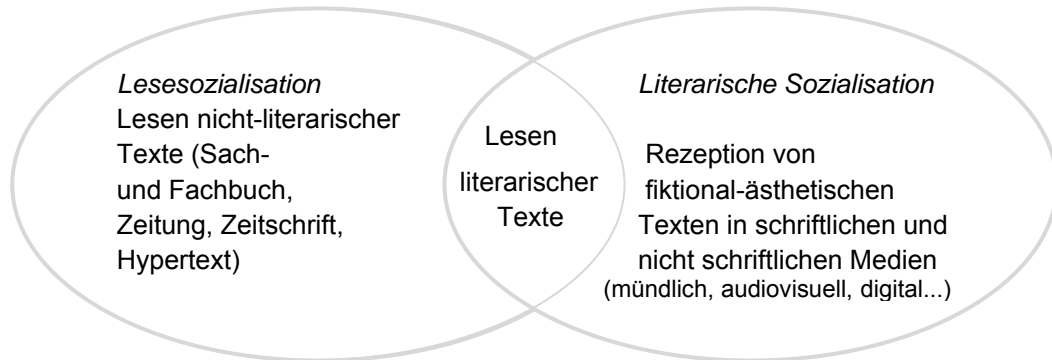 Lesesozialisation
Lesen nicht-literarischer
Texte (Sach-
und Fachbuch,
Zeitung, Zeitschrift,
Hypertext)
Lesen
literarischer
Texte
Literarische Sozialisation
Rezeption von
fiktional-ästhetischen
Texten in schriftlichen und
nicht schriftlichen Medien
(mündlich, audiovisuell, digital...)